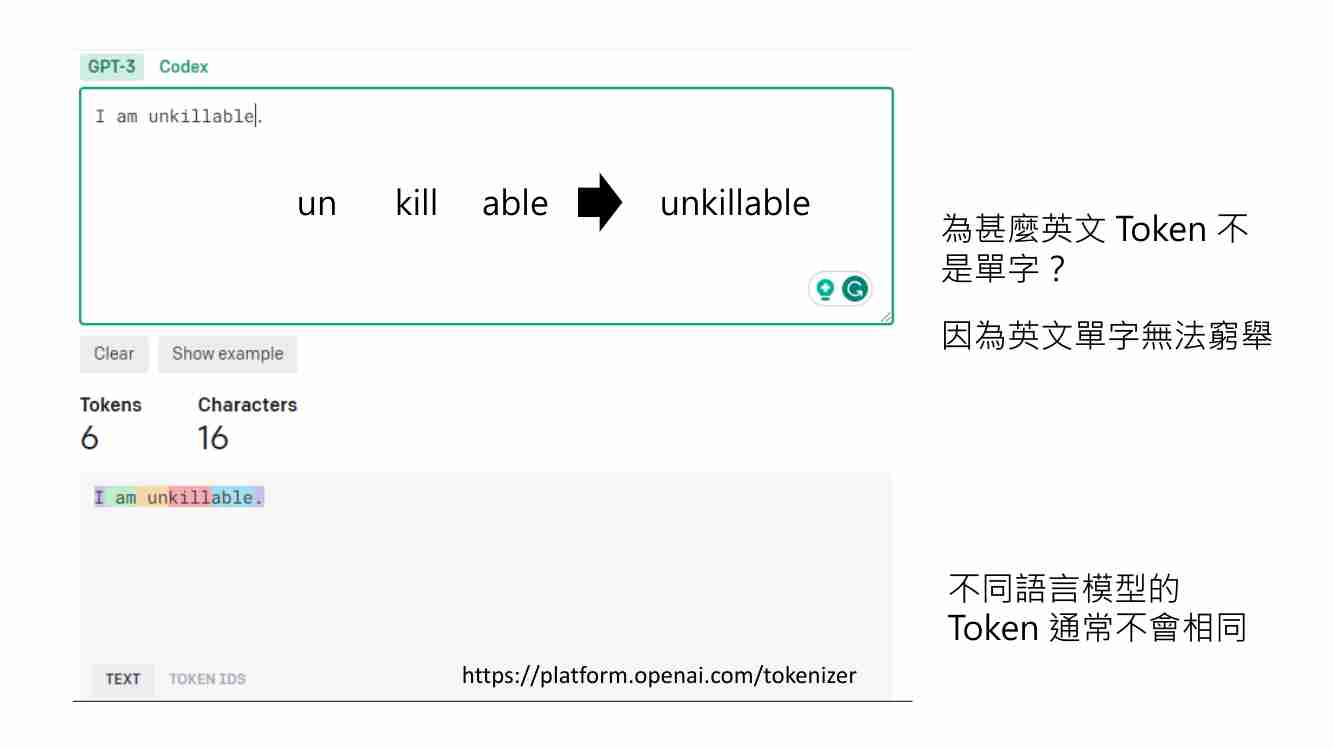 GPT-3 Codex
I am unkillable.
un kill able unkillable
為甚麼英文 Token 不
是單字？
因為英文單字無法窮舉
Clear Show example
Tokens Characters
6 16
I am unkillable.
不同語言模型的
Token 通常不會相同
TEXT TOKEN IDS
https://platform.openai.com/tokenizer